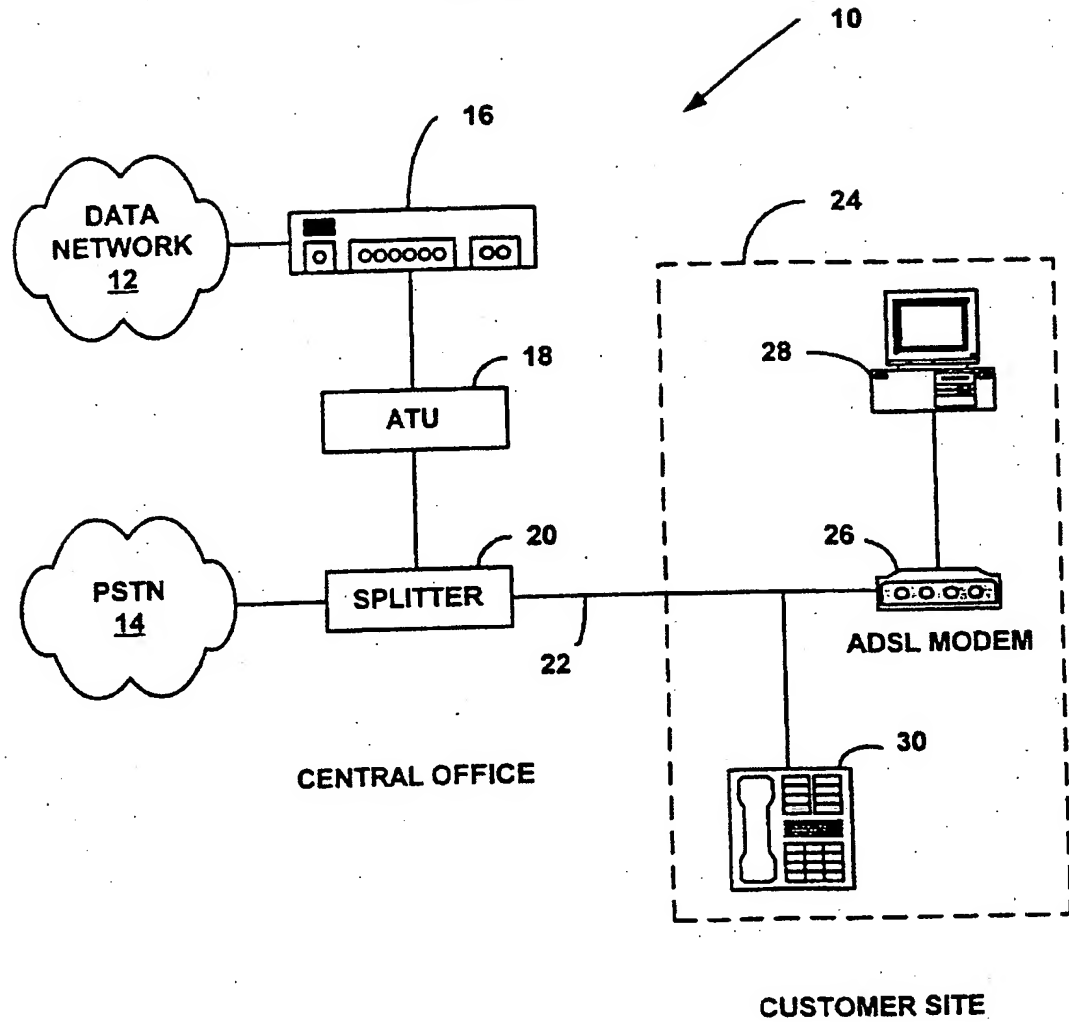 10
16
DATA
NETWORK
12
24
18
28
ATU
20
26
PSTN
14
SPLITTER
22
ADSL MODEM
30
CENTRAL OFFICE
CUSTOMER SITE